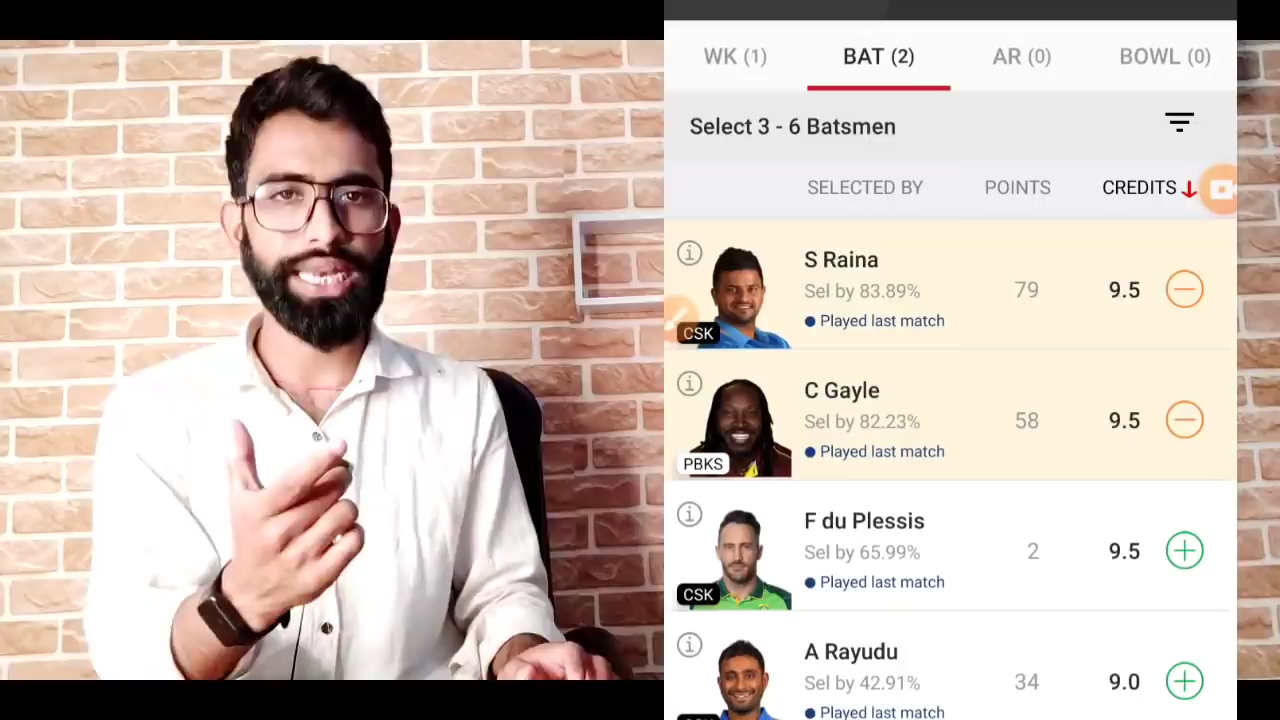 WK (1) BAT (2) AR (0) BOWL (0)
Select 3 - 6 Batsmen
SELECTED BY POINTS CREDITS
S Raina
Sel by 83.89% 79 9.5
Played last match
CSK
C Gayle
Sel by 82.23% 58 9.5
Played last match
PBKS
F du Plessis
Sel by 65.99% 2 9.5
Played last match
CSK
A Rayudu
Sel by 42.91% 34 9.0
Played last match